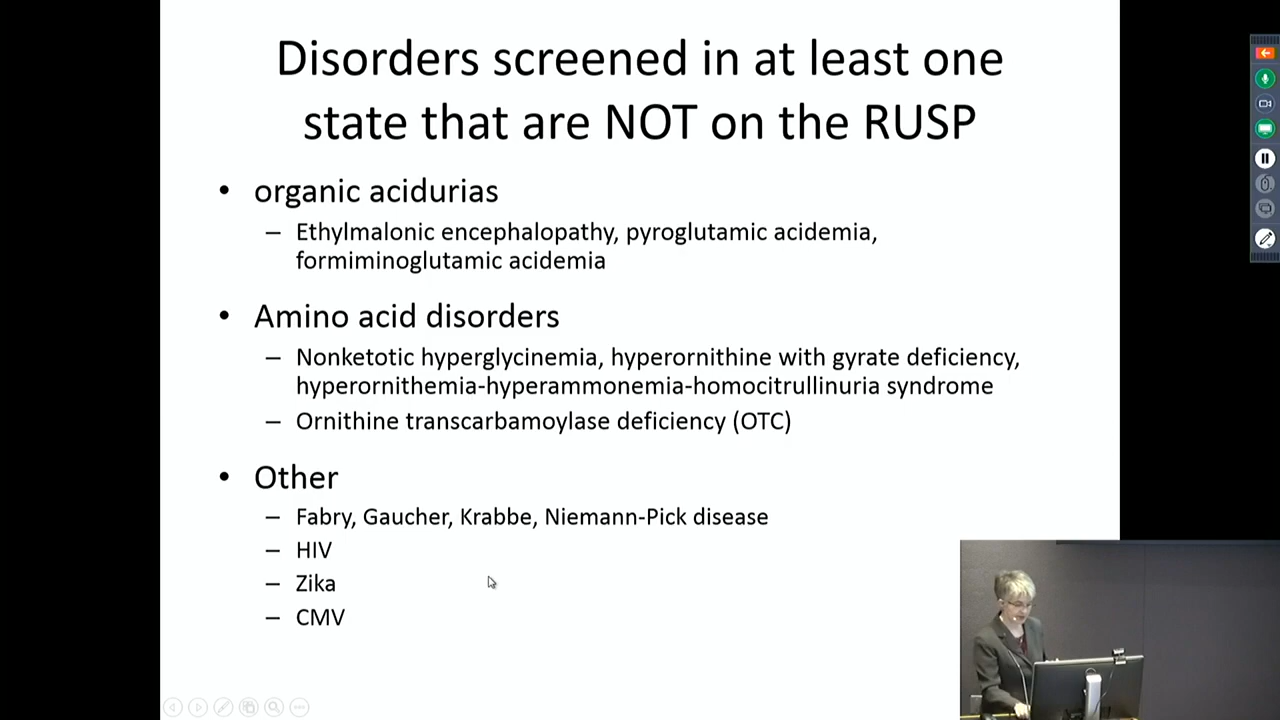 Disorders screened in at least one
state that are NOT on the RUSP
• organic acidurias
– Ethylmalonic encephalopathy, pyroglutamic acidemia,
formiminoglutamic acidemia
• Amino acid disorders
– Nonketotic hyperglycinemia, hyperornithine with gyrate deficiency,
hyperornithemia-hyperammonemia-homocitrullinuria syndrome
– Ornithine transcarbamoylase deficiency (OTC)
• Other
– Fabry, Gaucher, Krabbe, Niemann-Pick disease
– HIV
– Zika
– CMV